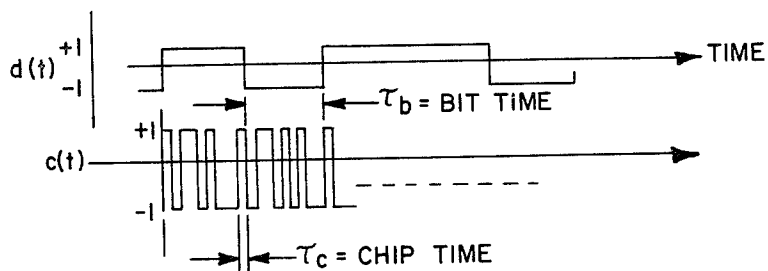 +1
d(t)
-1
TIME
τb = BIT TIME
+1
c(t)
-1
τc = CHIP TIME